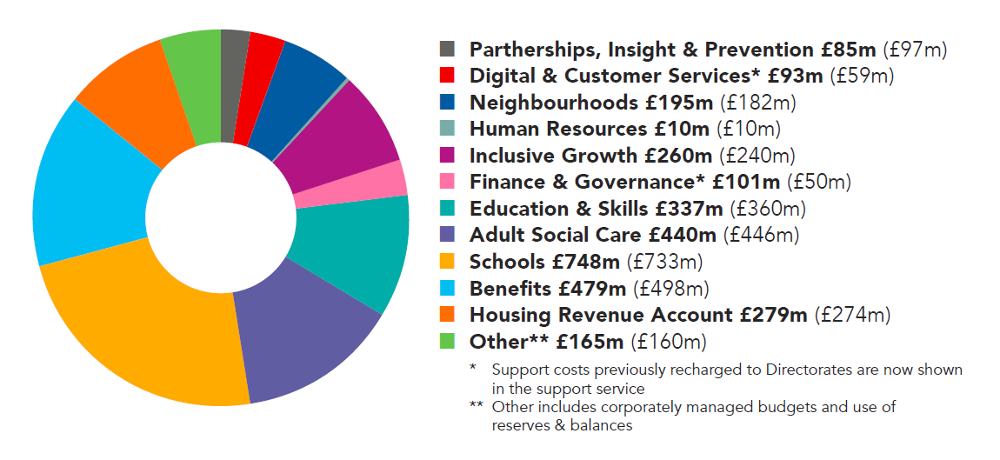 Partherships, Insight & Prevention £85m (£97m)
Digital & Customer Services* £93m (£59m)
Neighbourhoods £195m (£182m)
Human Resources £10m (£10m)
Inclusive Growth £260m (£240m)
Finance & Governance* £101m (£50m)
Education & Skills £337m (£360m)
Adult Social Care £440m (£446m)
Schools £748m (£733m)
Benefits £479m (£498m)
Housing Revenue Account £279m (£274m)
Other** £165m (£160m)
* Support costs previously recharged to Directorates are now shown
in the support service
** Other includes corporately managed budgets and use of
reserves & balances